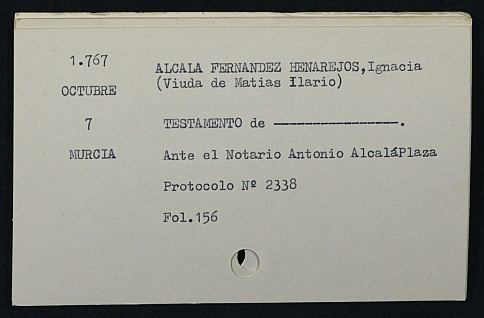 1.767
ALCALA FERNANDEZ HENAREJOS,Ignacia
(Viuda de Matias Ilario)
OCTUBRE
7
TESTAMENTO de ----------------.
MURCIA
Ante el Notario Antonio AlcaláPlaza
Protocolo Nº 2338
Fol.156